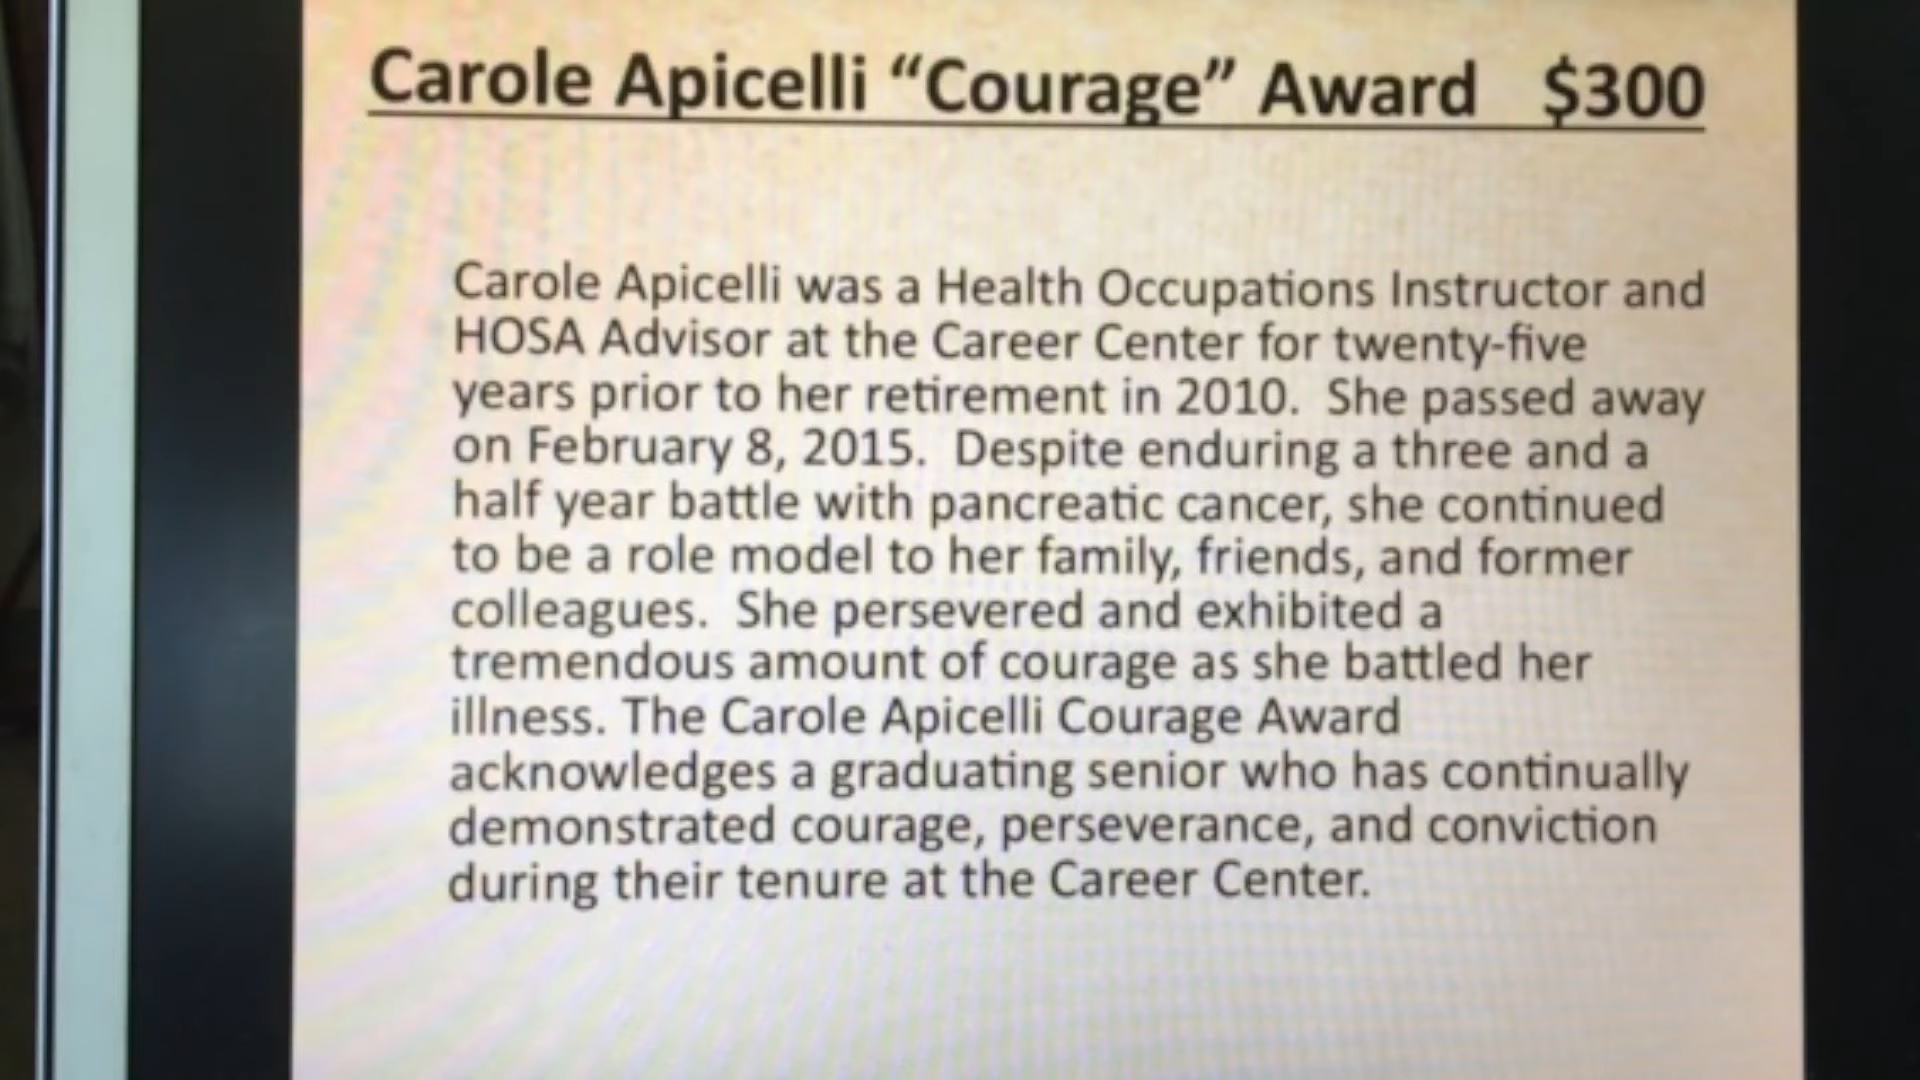 Carole Apicelli “Courage” Award $300
Carole Apicelli was a Health Occupations Instructor and
HOSA Advisor at the Career Center for twenty-five
years prior to her retirement in 2010. She passed away
on February 8, 2015. Despite enduring a three and a
half year battle with pancreatic cancer, she continued
to be a role model to her family, friends, and former
colleagues. She persevered and exhibited a
tremendous amount of courage as she battled her
illness. The Carole Apicelli Courage Award
acknowledges a graduating senior who has continually
demonstrated courage, perseverance, and conviction
during their tenure at the Career Center.